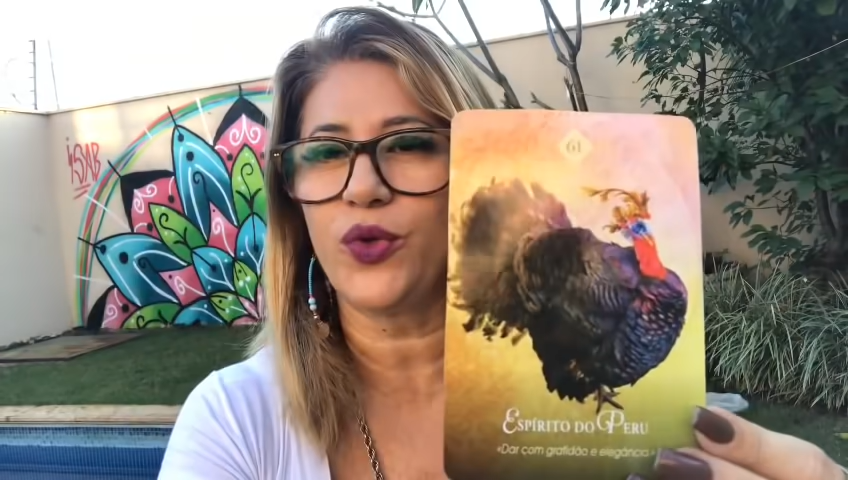 iSAB
61
ESPÍRITO DO PERU
«Dar com gratidão e elegância.»